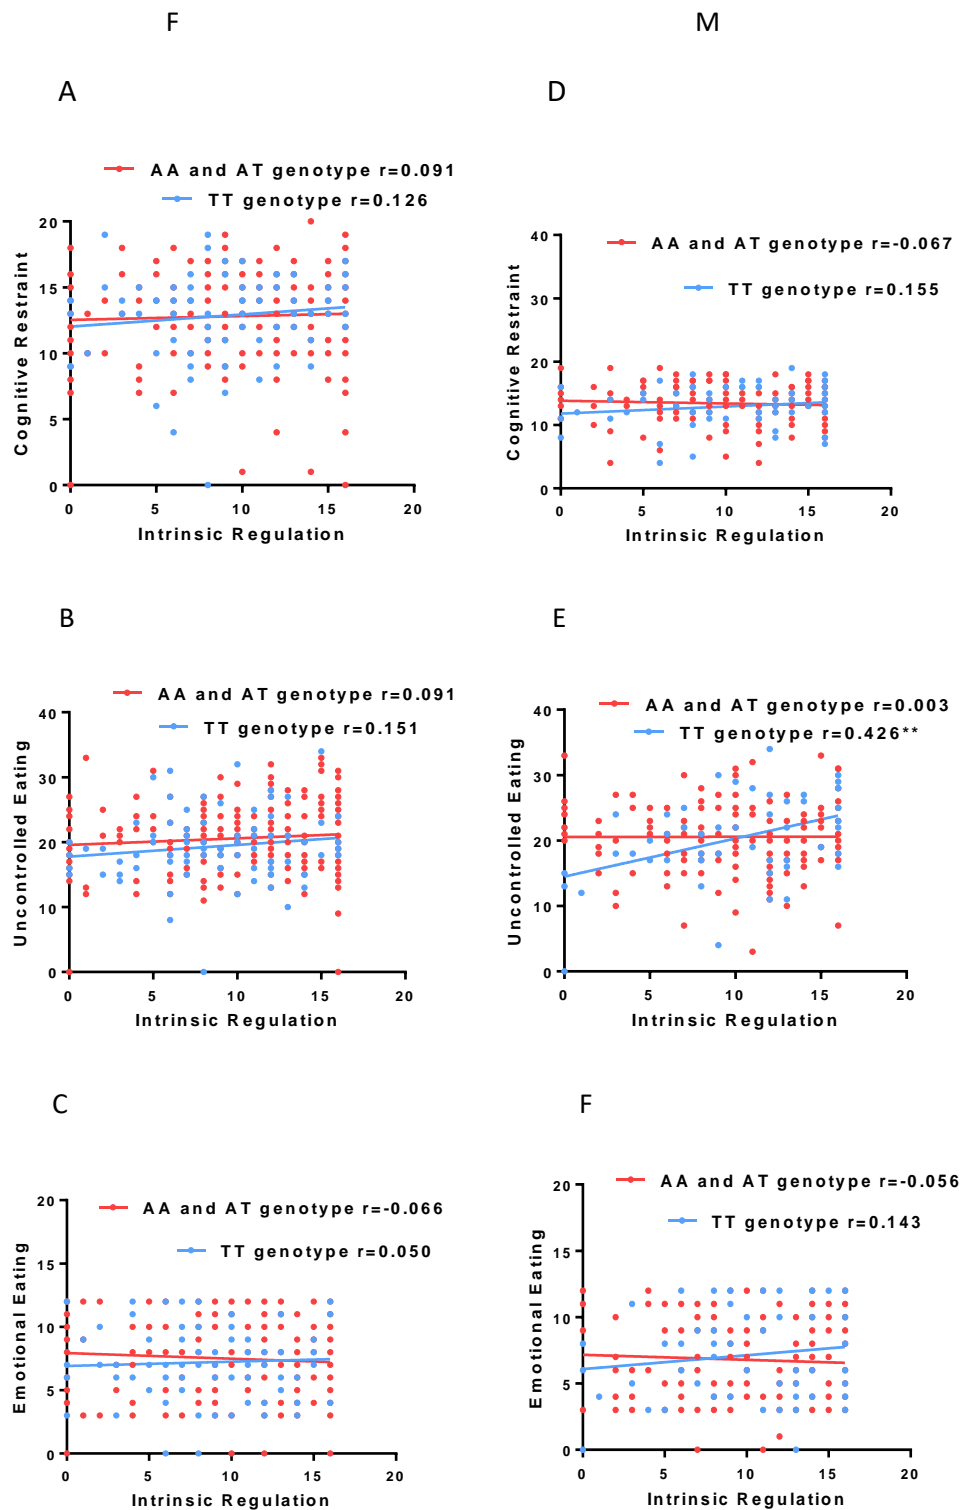 F
M
A
D
AA and AT genotype r=0.091
TT genotype r=0.126
20
15
10
5
0
Cognitive Restraint
0 5 10 15 20
Intrinsic Regulation
AA and AT genotype r=-0.067
TT genotype r=0.155
40
30
20
10
0
Cognitive Restraint
0 5 10 15 20
Intrinsic Regulation
B
E
AA and AT genotype r=0.091
TT genotype r=0.151
40
30
20
10
0
Uncontrolled Eating
0 5 10 15 20
Intrinsic Regulation
AA and AT genotype r=0.003
TT genotype r=0.426**
40
30
20
10
0
Uncontrolled Eating
0 5 10 15 20
Intrinsic Regulation
C
F
AA and AT genotype r=-0.066
TT genotype r=0.050
20
15
10
5
0
Emotional Eating
0 5 10 15 20
Intrinsic Regulation
AA and AT genotype r=-0.056
TT genotype r=0.143
20
15
10
5
0
Emotional Eating
0 5 10 15 20
Intrinsic Regulation